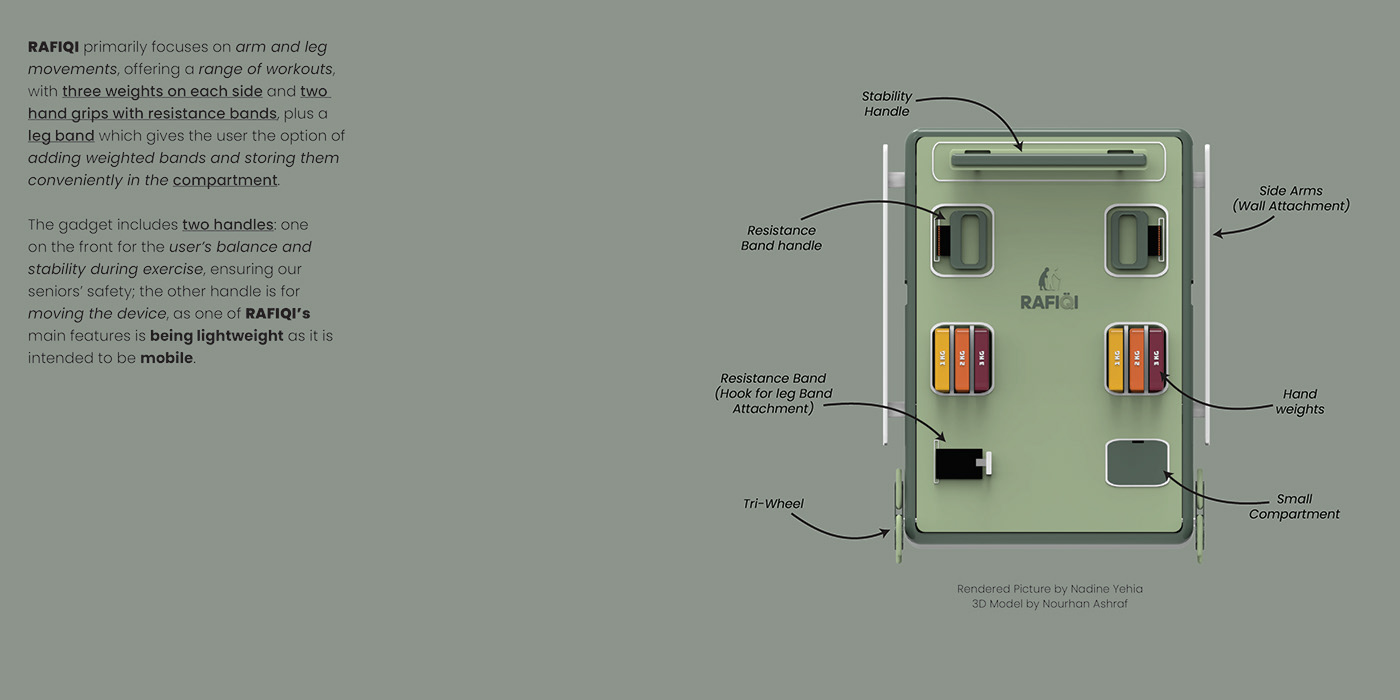 RAFIQI primarily focuses on arm and leg
movements, offering a range of workouts,
with three weights on each side and two
hand grips with resistance bands, plus a
leg band which gives the user the option of
adding weighted bands and storing them
conveniently in the compartment.
The gadget includes two handles: one
on the front for the user's balance and
stability during exercise, ensuring our
seniors' safety; the other handle is for
moving the device, as one of RAFIQI's
main features is being lightweight as it is
intended to be mobile.
Stability
Handle
Side Arms
(Wall Attachment)
Resistance
Band handle
RAFIQI
1 KG
2 KG
3 KG
1 KG
2 KG
3 KG
Resistance Band
(Hook for leg Band
Attachment)
Hand
weights
Tri-Wheel
Small
Compartment
Rendered Picture by Nadine Yehia
3D Model by Nourhan Ashraf